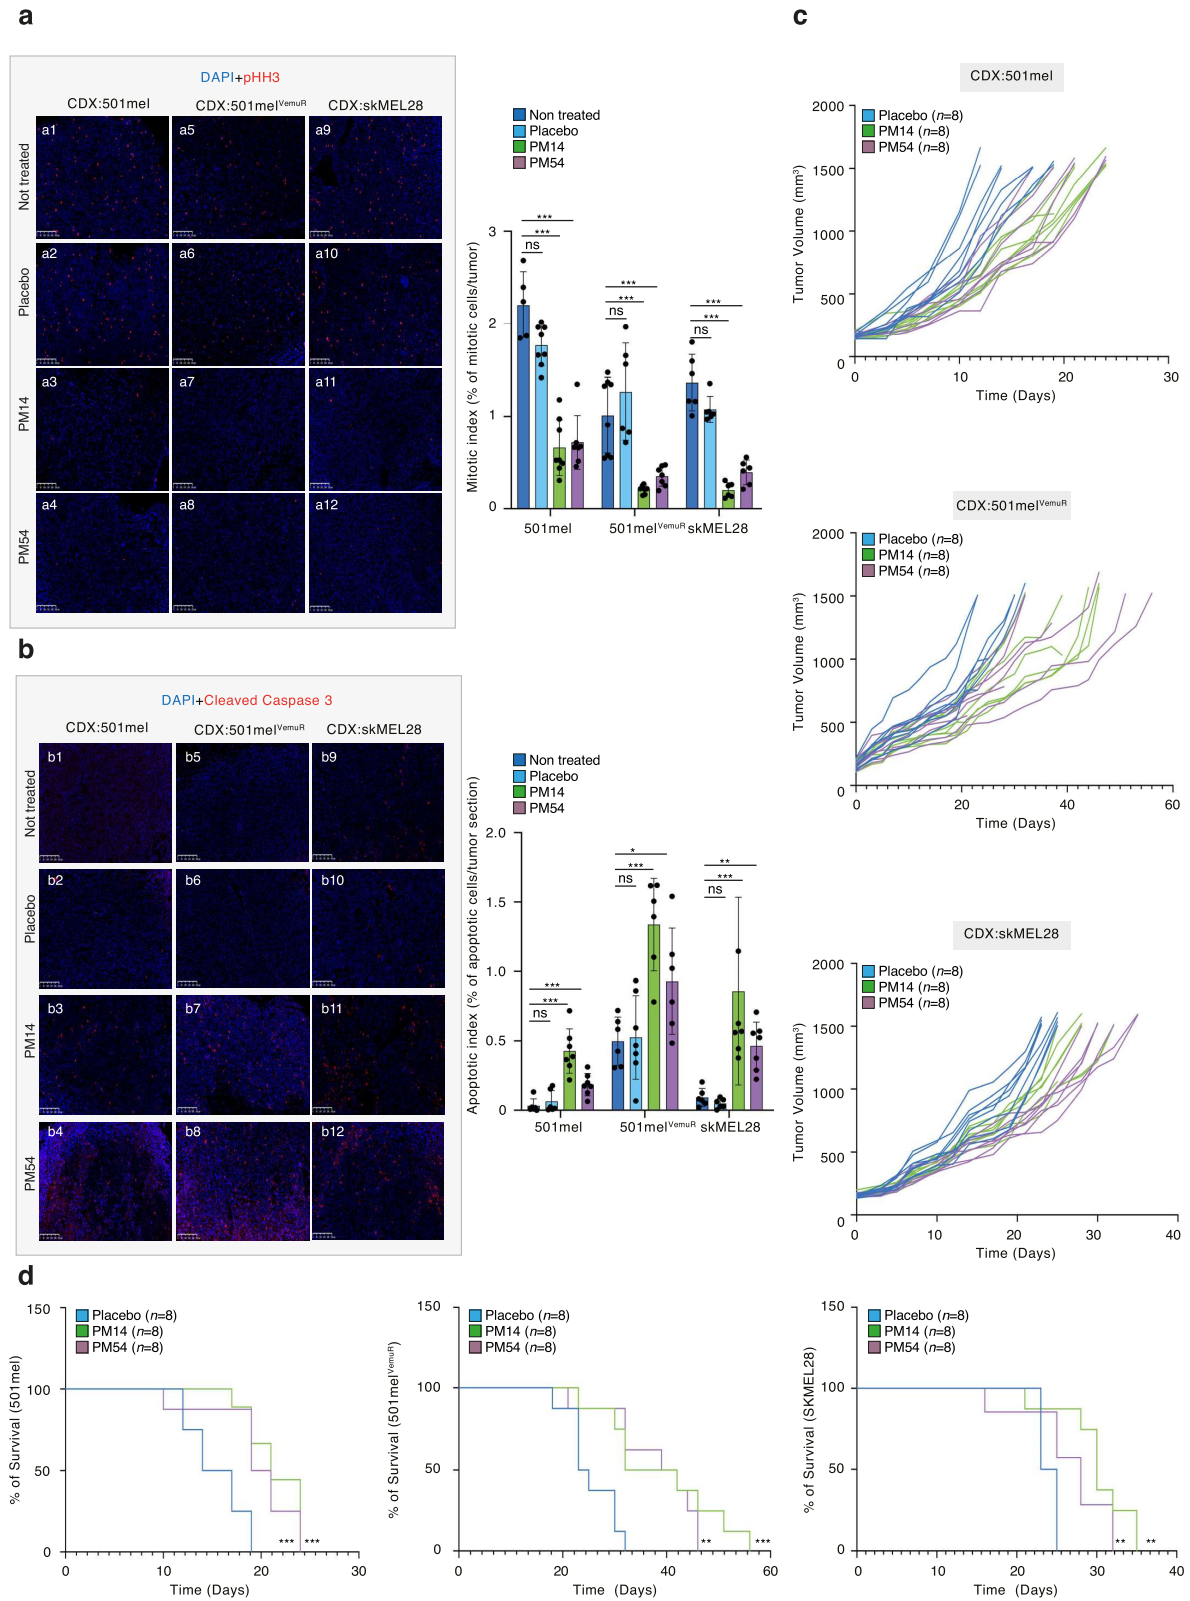 a
DAPI+pHH3
CDX:501mel CDX:501melVemuR CDX:skMEL28
Not treated
a1 a5 a9
Placebo
a2 a6 a10
PM14
a3 a7 a11
PM54
a4 a8 a12
Non treated
Placebo
PM14
PM54
Mitotic index (% of mitotic cells/tumor)
3
2
1
0
ns *** ***
ns *** ***
ns *** ***
501mel 501melVemuR skMEL28
b
DAPI+Cleaved Caspase 3
CDX:501mel CDX:501melVemuR CDX:skMEL28
Not treated
b1 b5 b9
Placebo
b2 b6 b10
PM14
b3 b7 b11
PM54
b4 b8 b12
Non treated
Placebo
PM14
PM54
Apoptotic index (% of apoptotic cells/tumor section)
2.0
1.5
1.0
0.5
0
ns *** ***
ns *** *
ns *** **
501mel 501melVemuR skMEL28
c
CDX:501mel
Placebo (n=8)
PM14 (n=8)
PM54 (n=8)
Tumor Volume (mm³)
2000
1500
1000
500
0
0 10 20 30
Time (Days)
CDX:501melVemuR
Placebo (n=8)
PM14 (n=8)
PM54 (n=8)
Tumor Volume (mm³)
2000
1500
1000
500
0
0 20 40 60
Time (Days)
CDX:skMEL28
Placebo (n=8)
PM14 (n=8)
PM54 (n=8)
Tumor Volume (mm³)
2000
1500
1000
500
0
0 10 20 30 40
Time (Days)
d
Placebo (n=8)
PM14 (n=8)
PM54 (n=8)
% of Survival (501mel)
150
100
50
0
*** ***
0 10 20 30
Time (Days)
Placebo (n=8)
PM14 (n=8)
PM54 (n=8)
% of Survival (501melVemuR)
150
100
50
0
** ***
0 20 40 60
Time (Days)
Placebo (n=8)
PM14 (n=8)
PM54 (n=8)
% of Survival (SKMEL28)
150
100
50
0
** **
0 10 20 30 40
Time (Days)